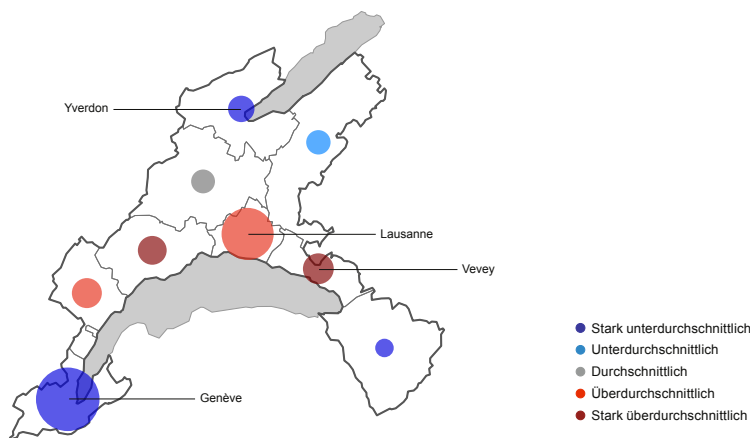 Yverdon
Lausanne
Vevey
Genève
Stark unterdurchschnittlich
Unterdurchschnittlich
Durchschnittlich
Überdurchschnittlich
Stark überdurchschnittlich